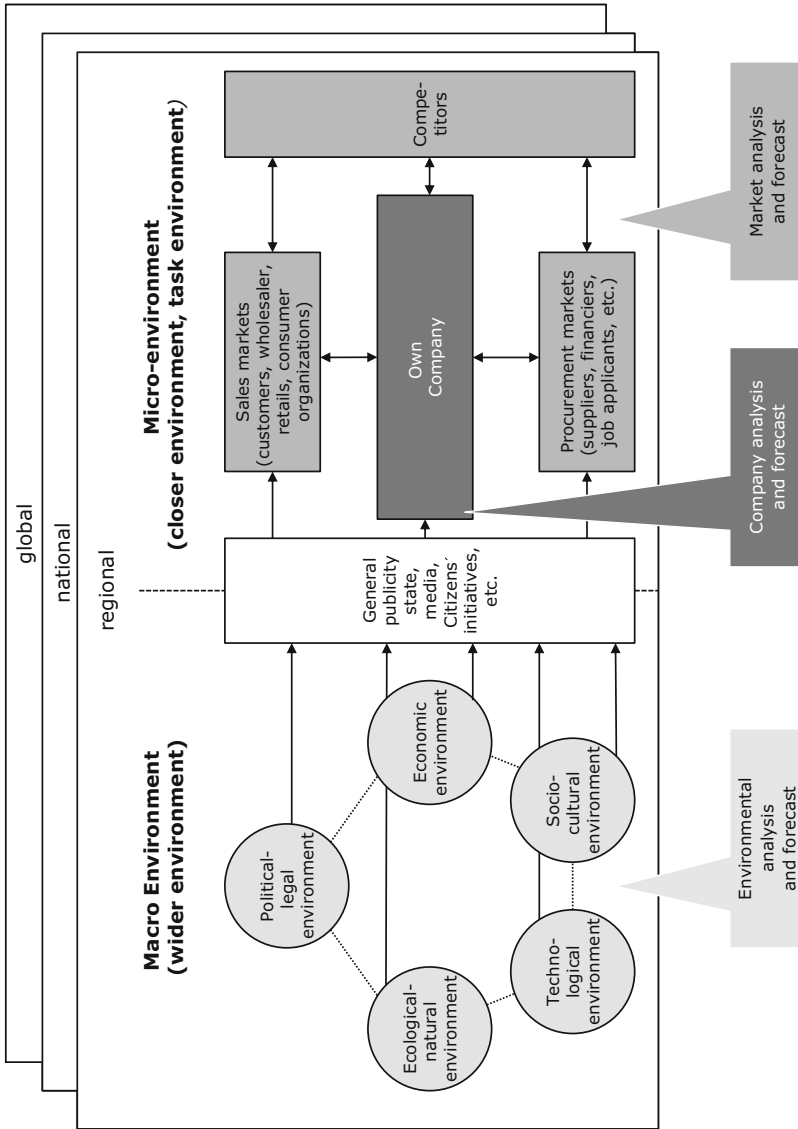 global
national
regional
Macro Environment
(wider environment)
Micro-environment
(closer environment, task environment)
Political-
legal
environment
Ecological-
natural
environment
Economic
environment
Techno-
logical
environment
Socio-
cultural
environment
General
publicity
state,
media,
Citizens´
initiatives,
etc.
Sales markets
(customers, wholesaler,
retails, consumer
organizations)
Own
Company
Procurement markets
(suppliers, financiers,
job applicants, etc.)
Compe-
titors
Environmental
analysis
and forecast
Company analysis
and forecast
Market analysis
and forecast